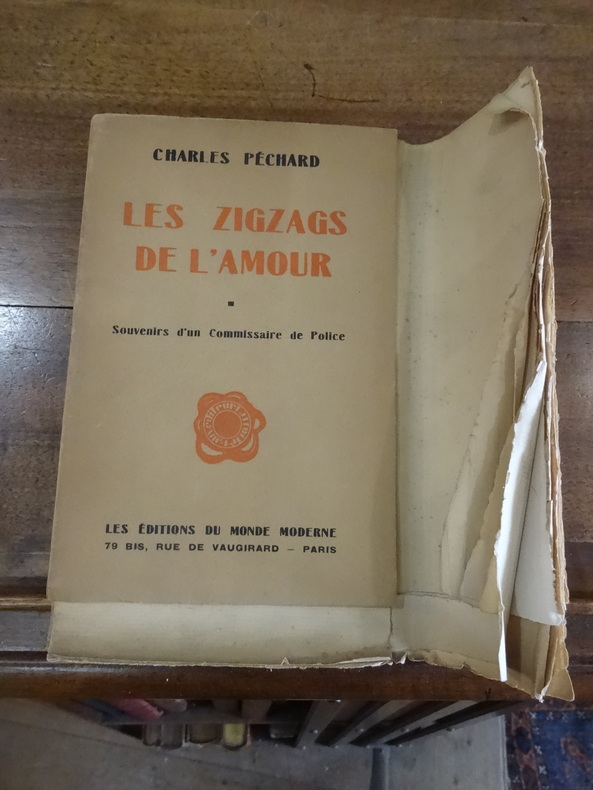 CHARLES PÉCHARD
LES ZIGZAGS
DE L'AMOUR
Souvenirs d'un Commissaire de Police
LES ÉDITIONS DU MONDE MODERNE
79 BIS, RUE DE VAUGIRARD — PARIS